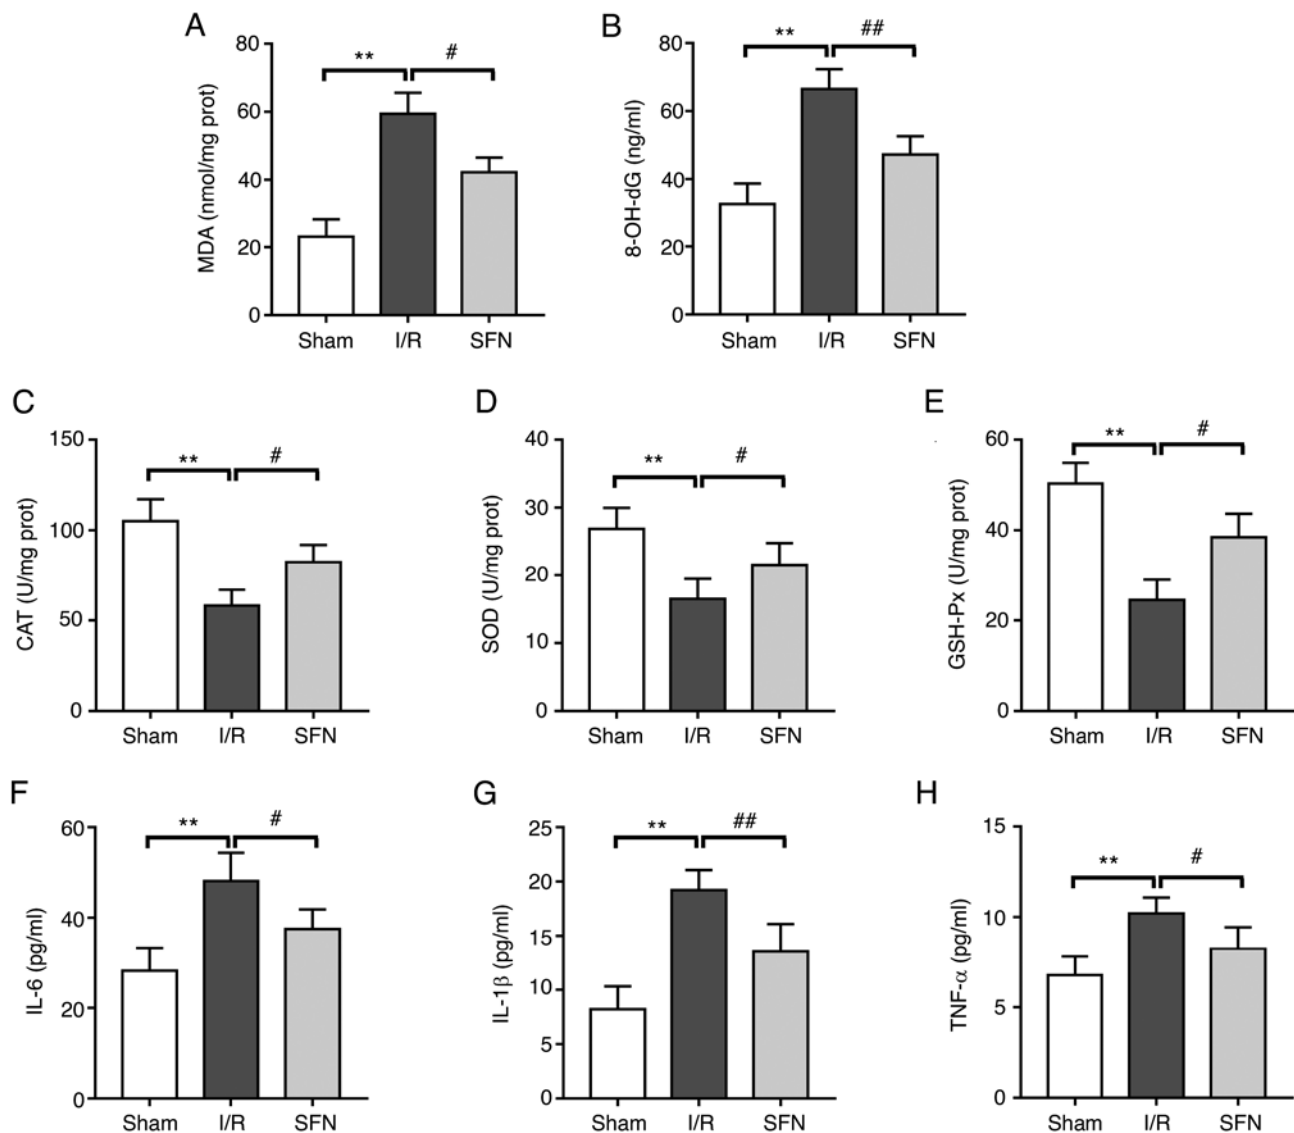 A
MDA (nmol/mg prot)
80
60
40
20
0
**
#
Sham I/R SFN
B
8-OH-dG (ng/ml)
80
60
40
20
0
**
##
Sham I/R SFN
C
CAT (U/mg prot)
150
100
50
0
**
#
Sham I/R SFN
D
SOD (U/mg prot)
40
30
20
10
0
**
#
Sham I/R SFN
E
GSH-Px (U/mg prot)
60
40
20
0
**
#
Sham I/R SFN
F
IL-6 (pg/ml)
60
40
20
0
**
#
Sham I/R SFN
G
IL-1β (pg/ml)
25
20
15
10
5
0
**
##
Sham I/R SFN
H
TNF-α (pg/ml)
15
10
5
0
**
#
Sham I/R SFN